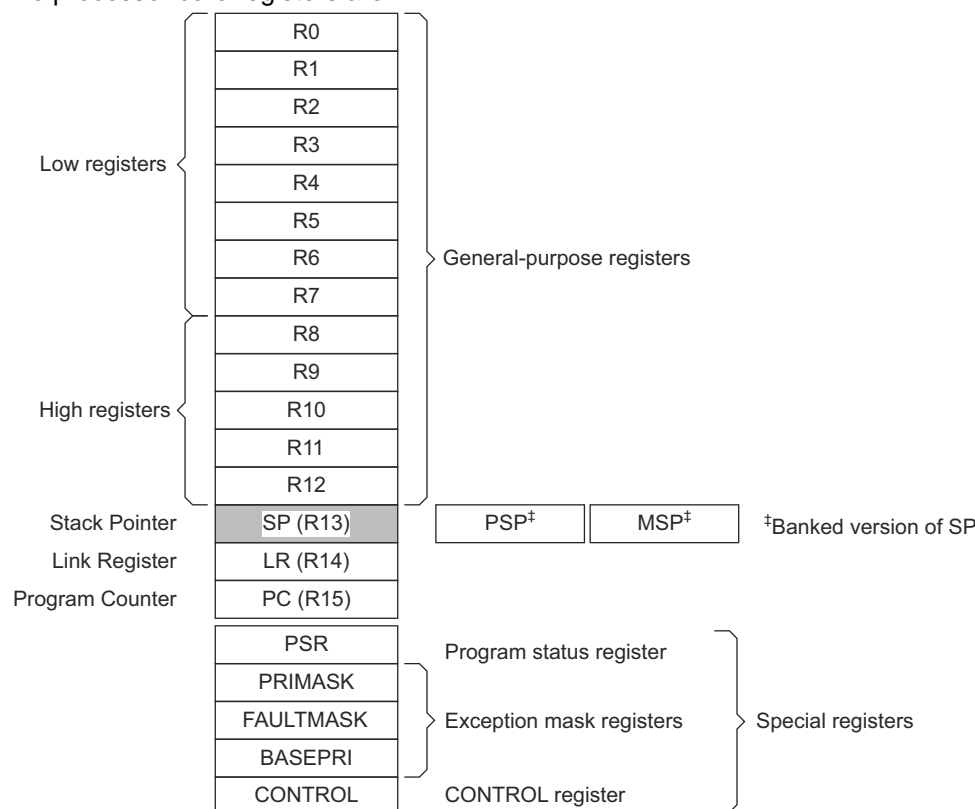 R0
R1
R2
R3
Low registers
R4
R5
R6
General-purpose registers
R7
R8
R9
High registers
R10
R11
R12
Stack Pointer SP (R13) PSP‡ MSP‡ ‡Banked version of SP
Link Register LR (R14)
Program Counter PC (R15)
PSR Program status register
PRIMASK
FAULTMASK Exception mask registers Special registers
BASEPRI
CONTROL CONTROL register